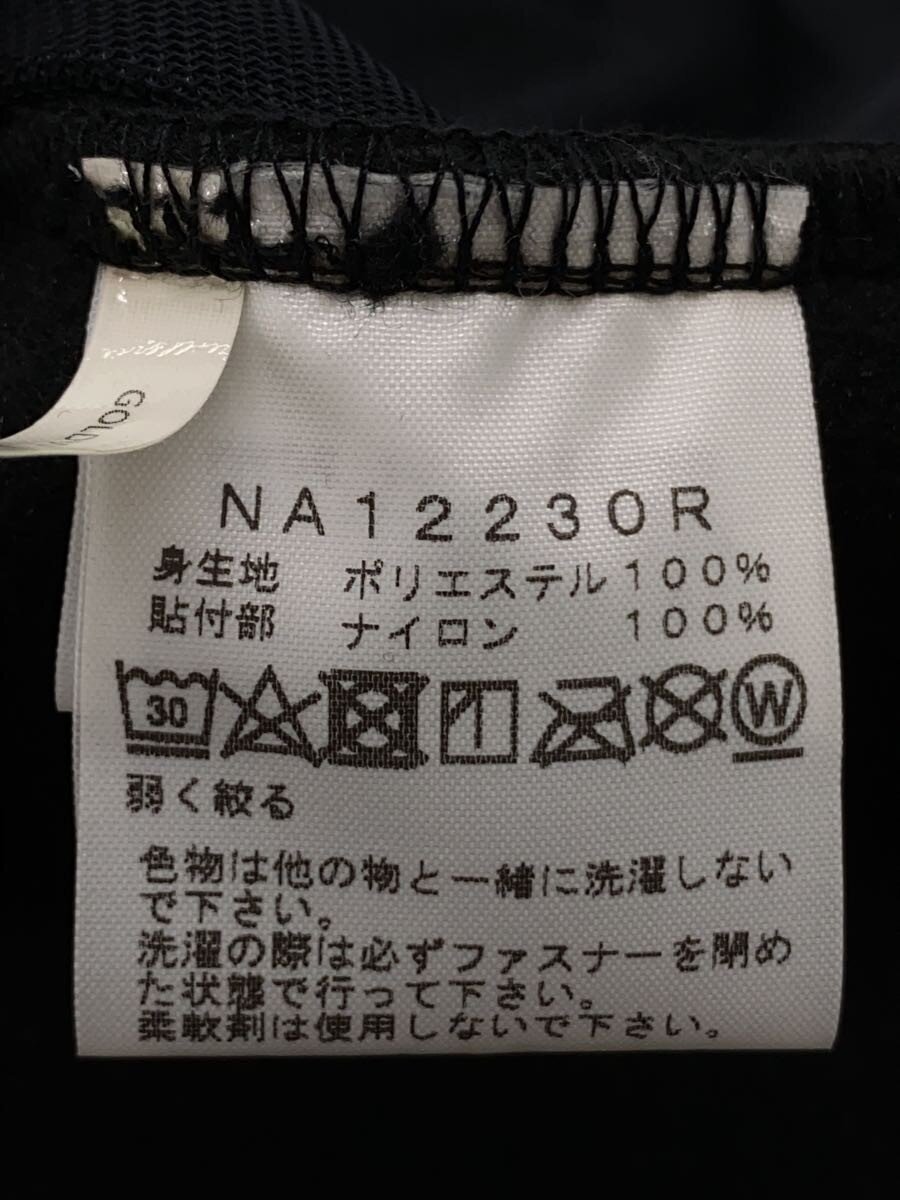 GOLD
NA12230R
身生地 ポリエステル100%
貼付部 ナイロン 100%
30
W
弱く絞る
色物は他の物と一緒に洗濯しない
で下さい。
洗濯の際は必ずファスナーを閉め
た状態で行って下さい。
柔軟剤は使用しないで下さい。